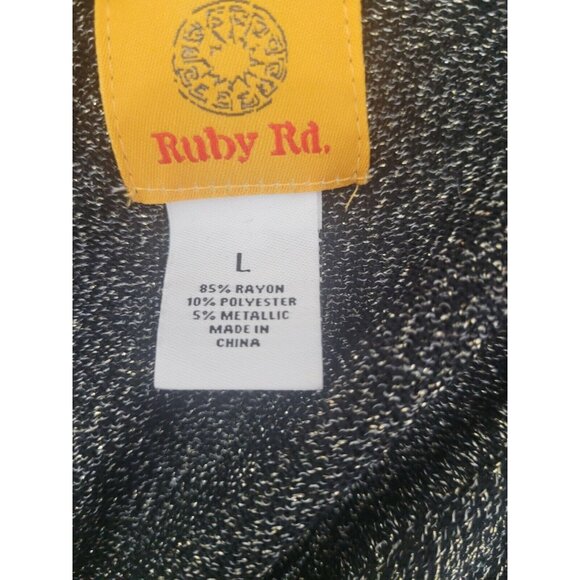 Ruby Rd.
L
85% RAYON
10% POLYESTER
5% METALLIC
MADE IN
CHINA